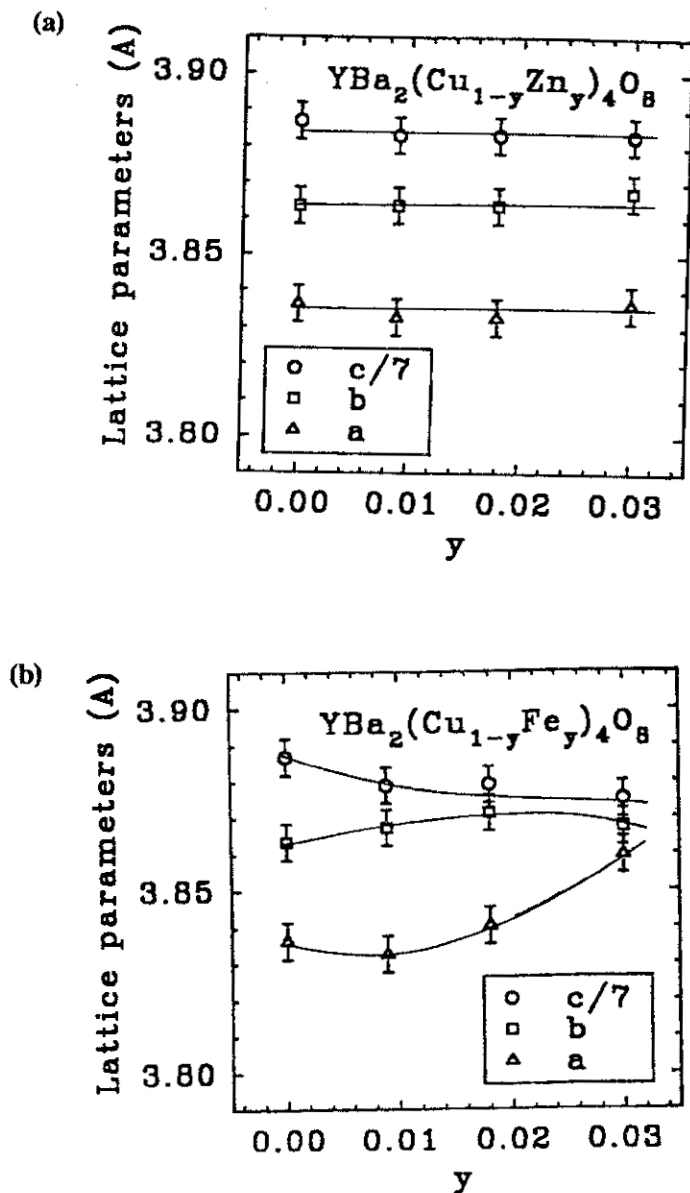 (a)
Lattice parameters (A)
3.90
3.85
3.80
YBa₂(Cu₁₋yZny)₄O₈
c/7
b
a
0.00 0.01 0.02 0.03
y
(b)
Lattice parameters (A)
3.90
3.85
3.80
YBa₂(Cu₁₋yFey)₄O₈
c/7
b
a
0.00 0.01 0.02 0.03
y